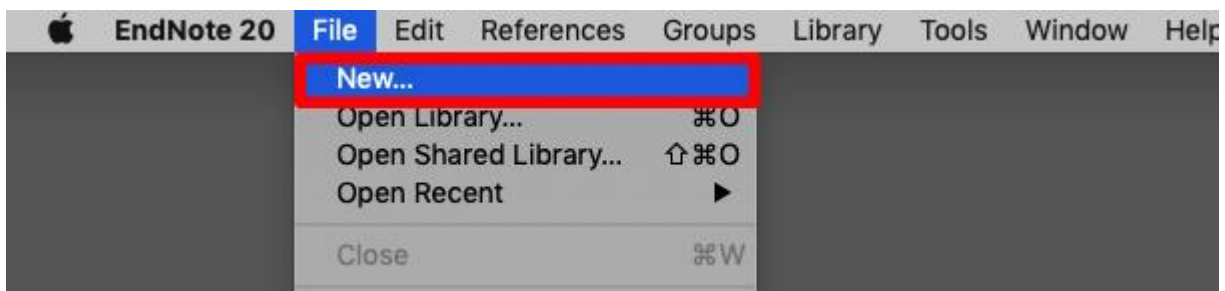 EndNote 20 File Edit References Groups Library Tools Window Help
New...
Open Library... ⌘O
Open Shared Library... ⇧⌘O
Open Recent ▶
Close ⌘W